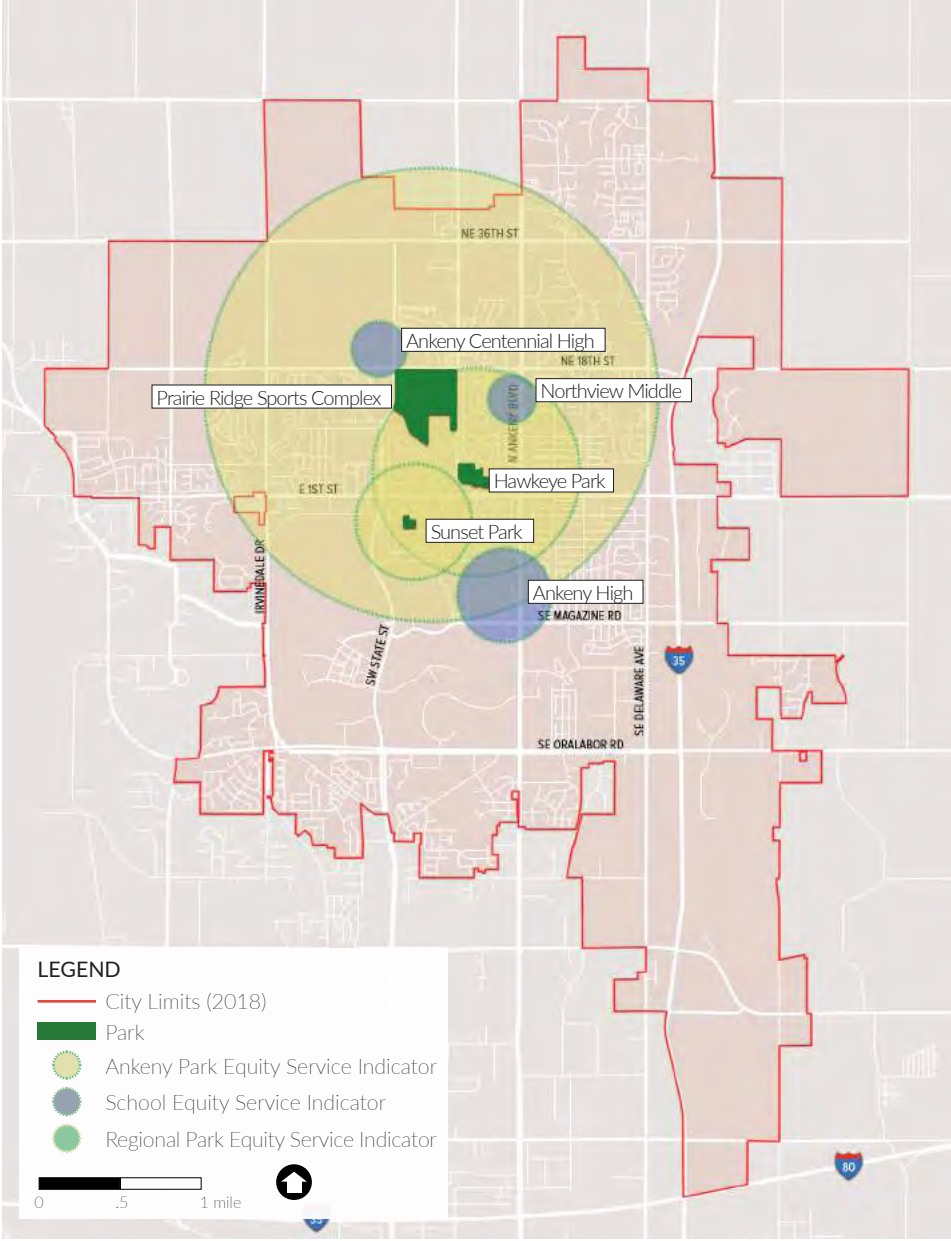 NE 36TH ST
Ankeny Centennial High
NE 18TH ST
Prairie Ridge Sports Complex
Northview Middle
N ANKENY BLVD
Hawkeye Park
E 1ST ST
Sunset Park
IRVINEDALE DR
Ankeny High
SE MAGAZINE RD
SW STATE ST
SE DELAWARE AVE
35
SE ORALABOR RD
LEGEND
City Limits (2018)
Park
Ankeny Park Equity Service Indicator
School Equity Service Indicator
Regional Park Equity Service Indicator
80
0 .5 1 mile